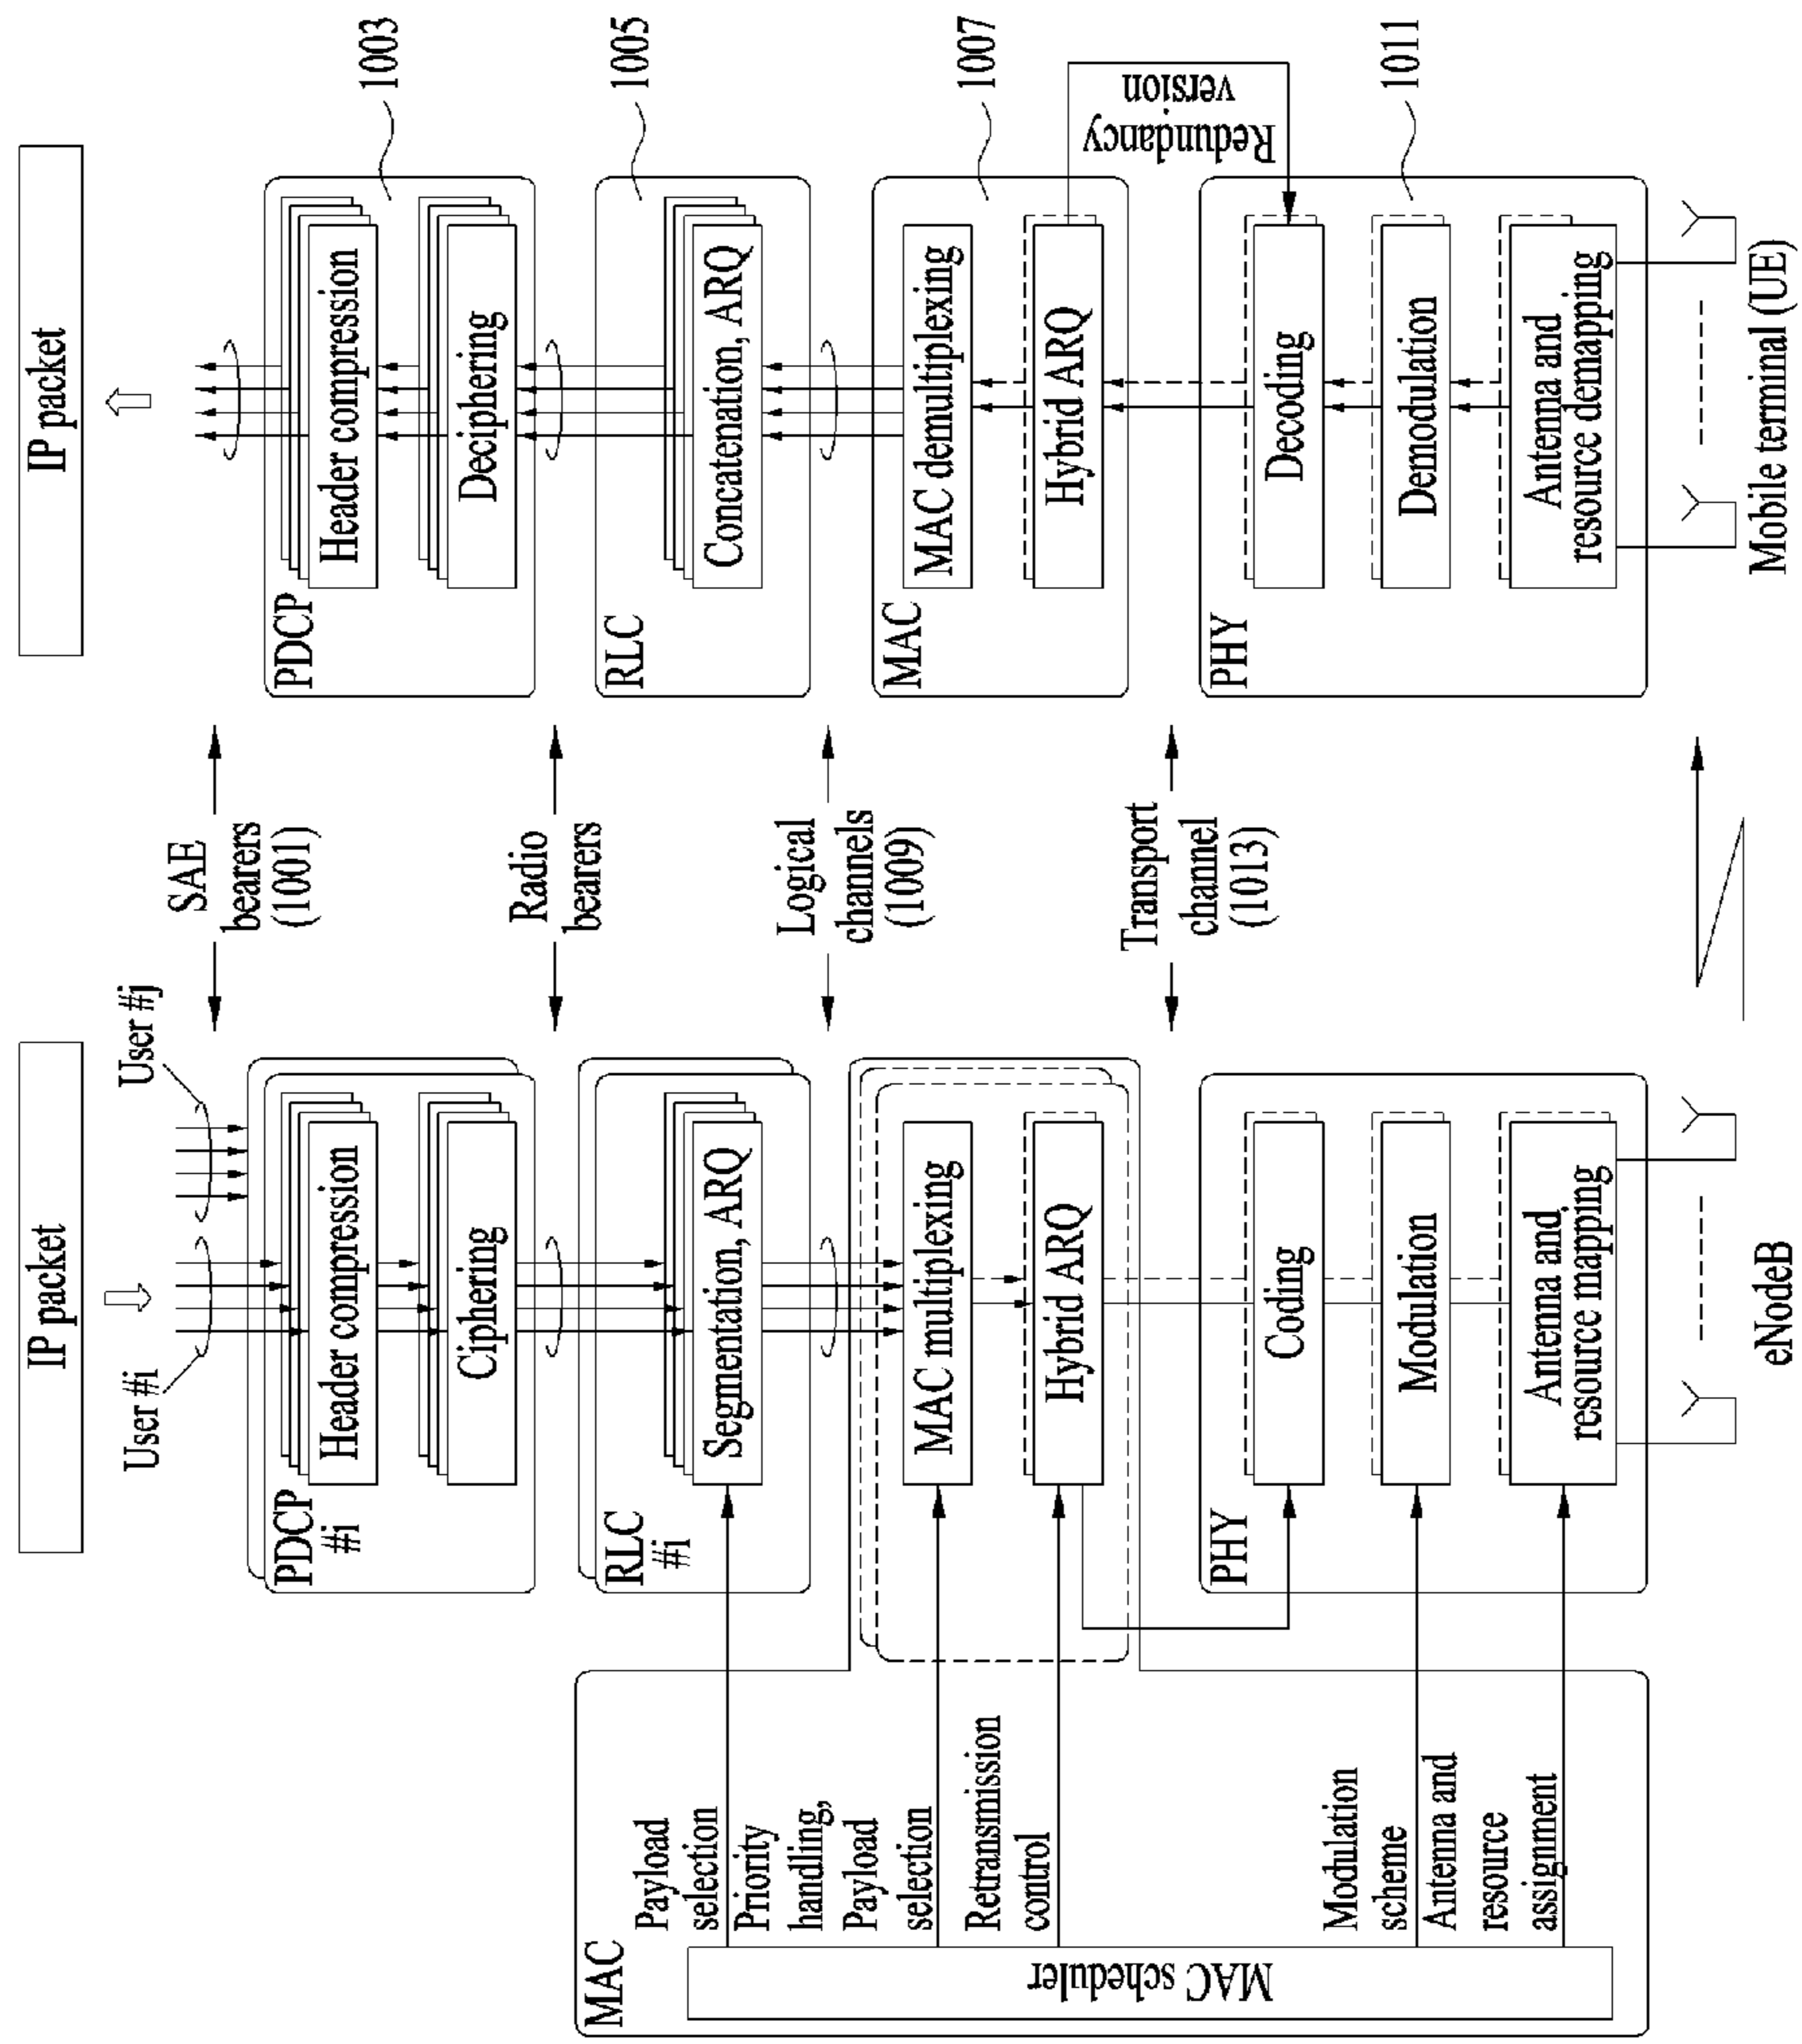 IP packet
User #i
User #j
PDCP
#i
Header compression
Ciphering
RLC
#i
Segmentation, ARQ
MAC
MAC scheduler
Payload
selection
Priority
handling,
Payload
selection
Retransmission
control
Modulation
scheme
Antenna and
resource
assignment
MAC multiplexing
Hybrid ARQ
PHY
Coding
Modulation
Antenna and
resource mapping
eNodeB
SAE
bearers
(1001)
Radio
bearers
Logical
channels
(1009)
Transport
channel
(1013)
IP packet
PDCP
Header compression
Deciphering
1003
RLC
Concatenation, ARQ
1005
MAC
MAC demultiplexing
Hybrid ARQ
1007
Redundancy
version
PHY
Decoding
Demodulation
Antenna and
resource demapping
1011
Mobile terminal (UE)